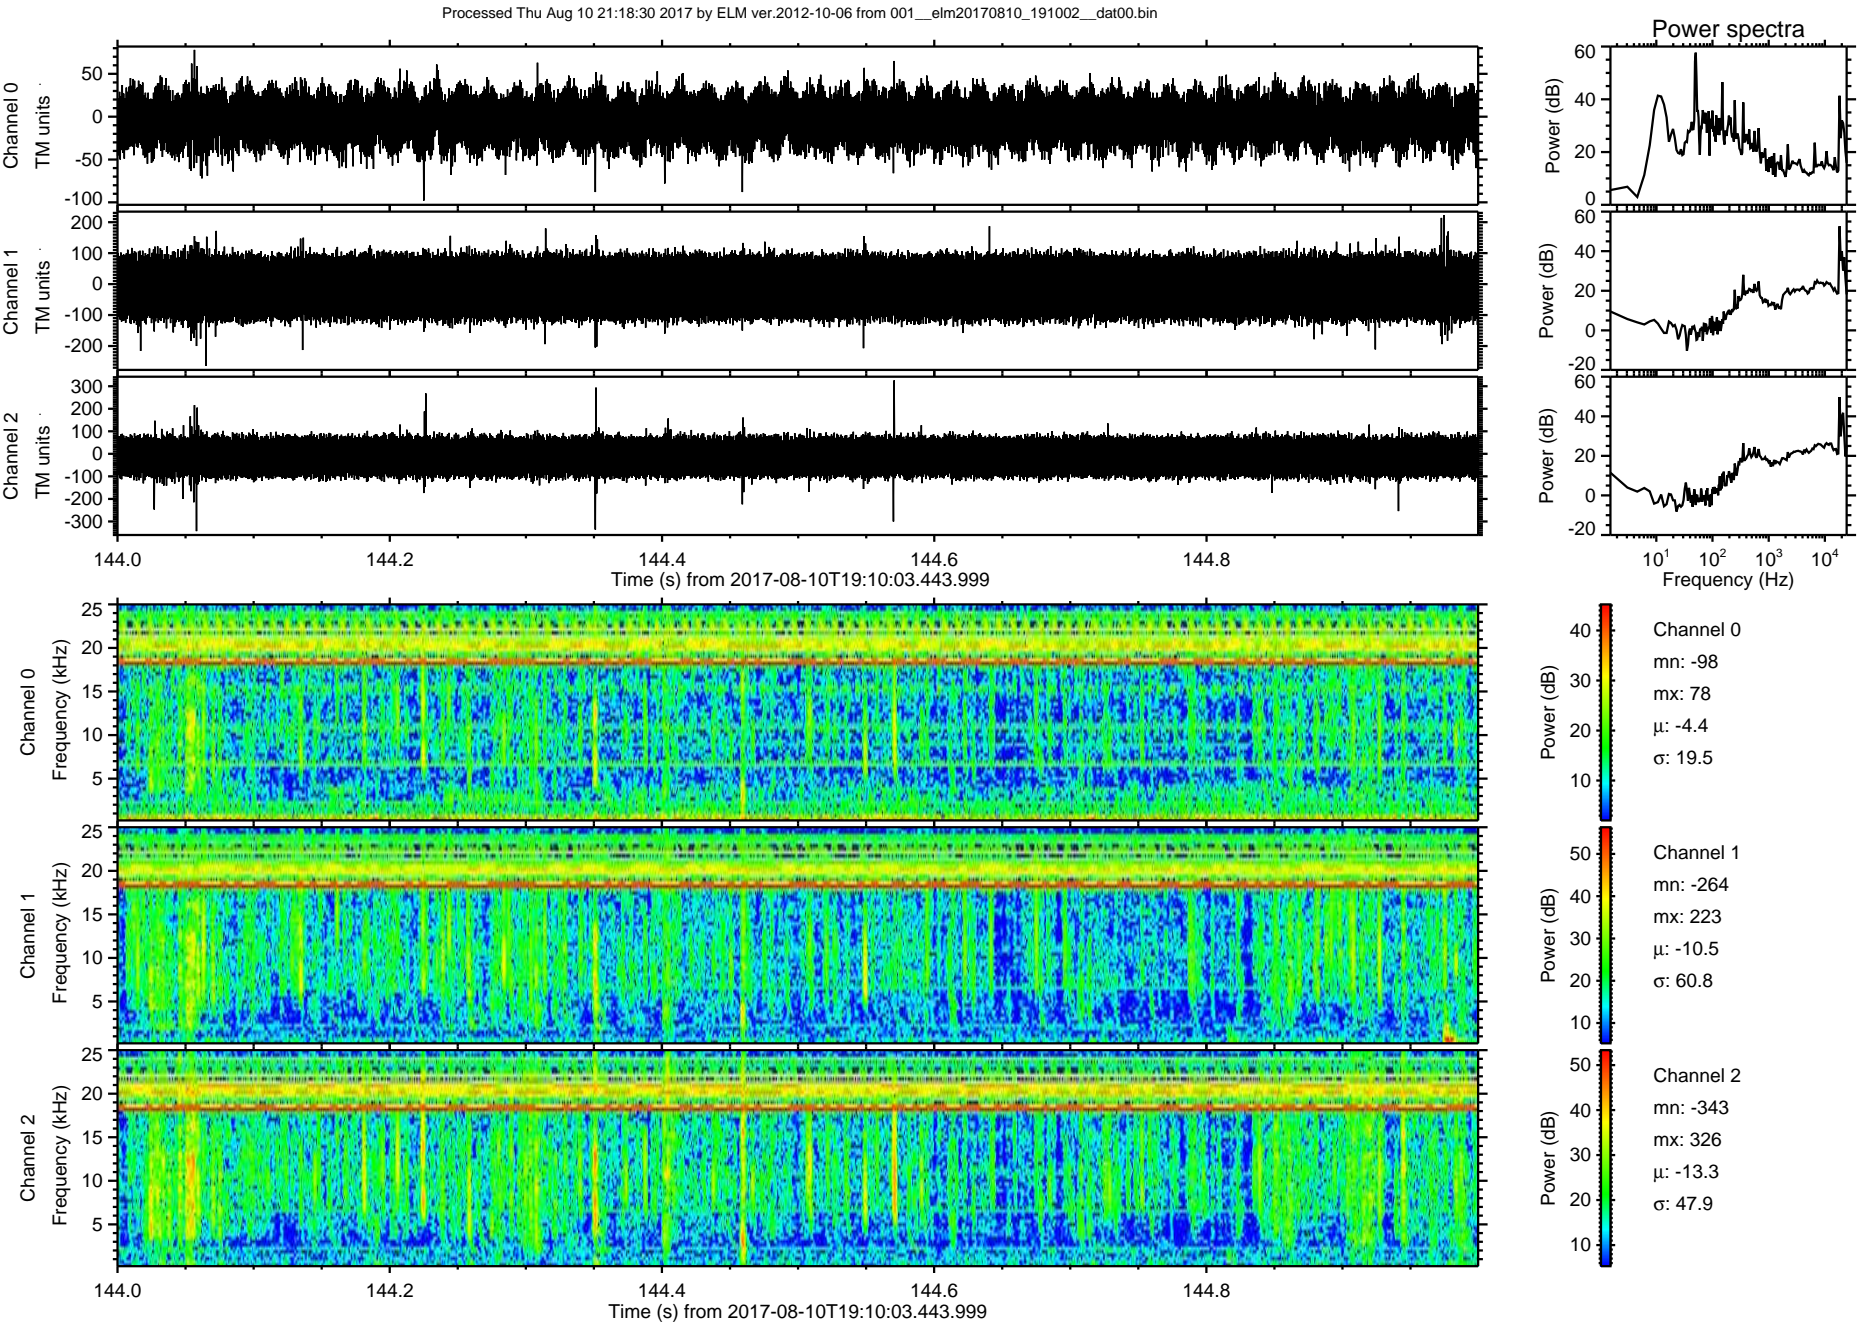 Processed Thu Aug 10 21:18:30 2017 by ELM ver.2012-10-06 from 001__elm20170810_191002__dat00.bin
Power spectra
Channel 0
TM units
50
0
-50
-100
Power (dB)
60
40
20
0
Channel 1
TM units
200
100
0
-100
-200
Power (dB)
60
40
20
0
-20
Channel 2
TM units
300
200
100
0
-100
-200
-300
Power (dB)
60
40
20
0
-20
144.0 144.2 144.4 144.6 144.8
Time (s) from 2017-08-10T19:10:03.443.999
10^1 10^2 10^3 10^4
Frequency (Hz)
Channel 0
Frequency (kHz)
25
20
15
10
5
Power (dB)
40
30
20
10
Channel 0
mn: -98
mx: 78
µ: -4.4
σ: 19.5
Channel 1
Frequency (kHz)
25
20
15
10
5
Power (dB)
50
40
30
20
10
Channel 1
mn: -264
mx: 223
µ: -10.5
σ: 60.8
Channel 2
Frequency (kHz)
25
20
15
10
5
Power (dB)
50
40
30
20
10
Channel 2
mn: -343
mx: 326
µ: -13.3
σ: 47.9
144.0 144.2 144.4 144.6 144.8
Time (s) from 2017-08-10T19:10:03.443.999